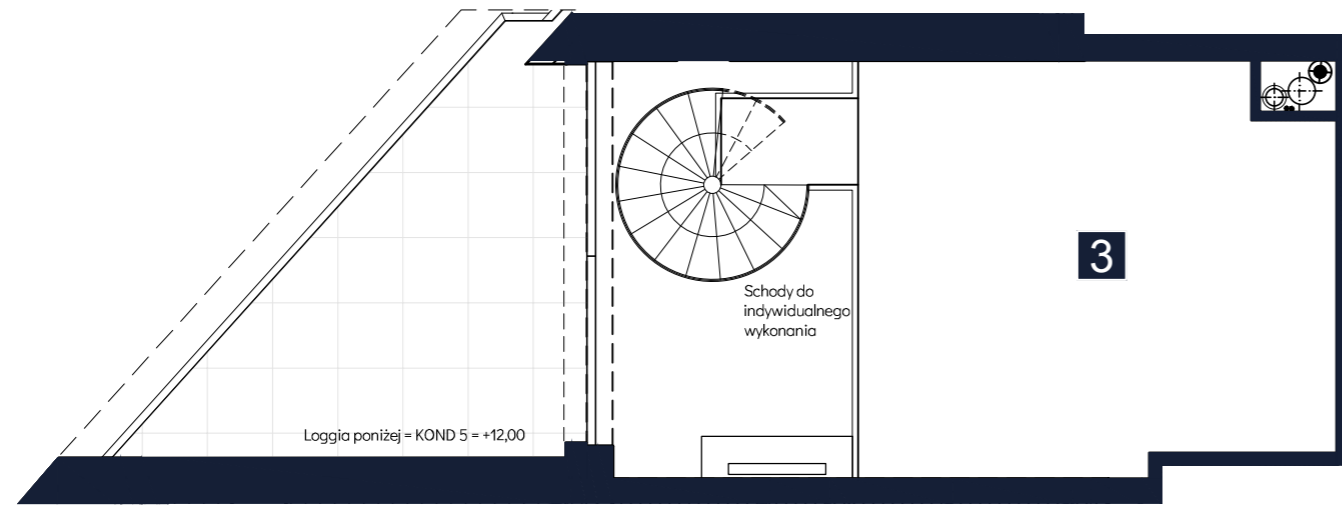 3
Schody do
indywidualnego
wykonania
Loggia poniżej = KOND 5 = +12,00